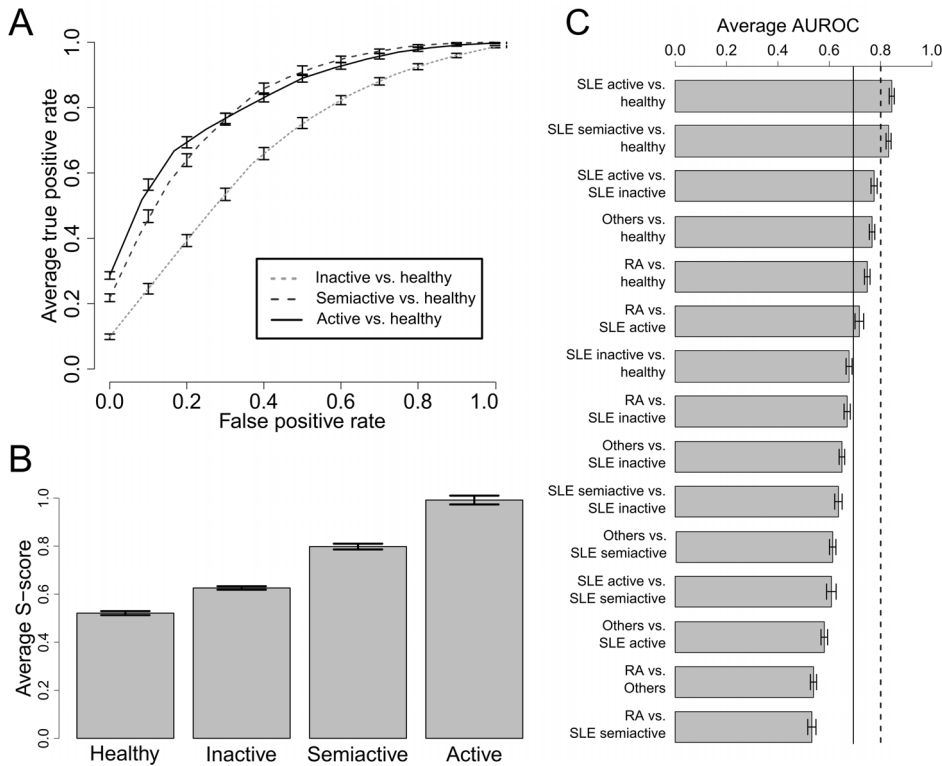 A
Average true positive rate
1.0
0.8
0.6
0.4
0.2
0.0
Inactive vs. healthy
Semiactive vs. healthy
Active vs. healthy
0.0 0.2 0.4 0.6 0.8 1.0
False positive rate
B
Average S-score
1.0
0.8
0.6
0.4
0.2
0.0
Healthy Inactive Semiactive Active
C
Average AUROC
0.0 0.2 0.4 0.6 0.8 1.0
SLE active vs.
healthy
SLE semiactive vs.
healthy
SLE active vs.
SLE inactive
Others vs.
healthy
RA vs.
healthy
RA vs.
SLE active
SLE inactive vs.
healthy
RA vs.
SLE inactive
Others vs.
SLE inactive
SLE semiactive vs.
SLE inactive
Others vs.
SLE semiactive
SLE active vs.
SLE semiactive
Others vs.
SLE active
RA vs.
Others
RA vs.
SLE semiactive